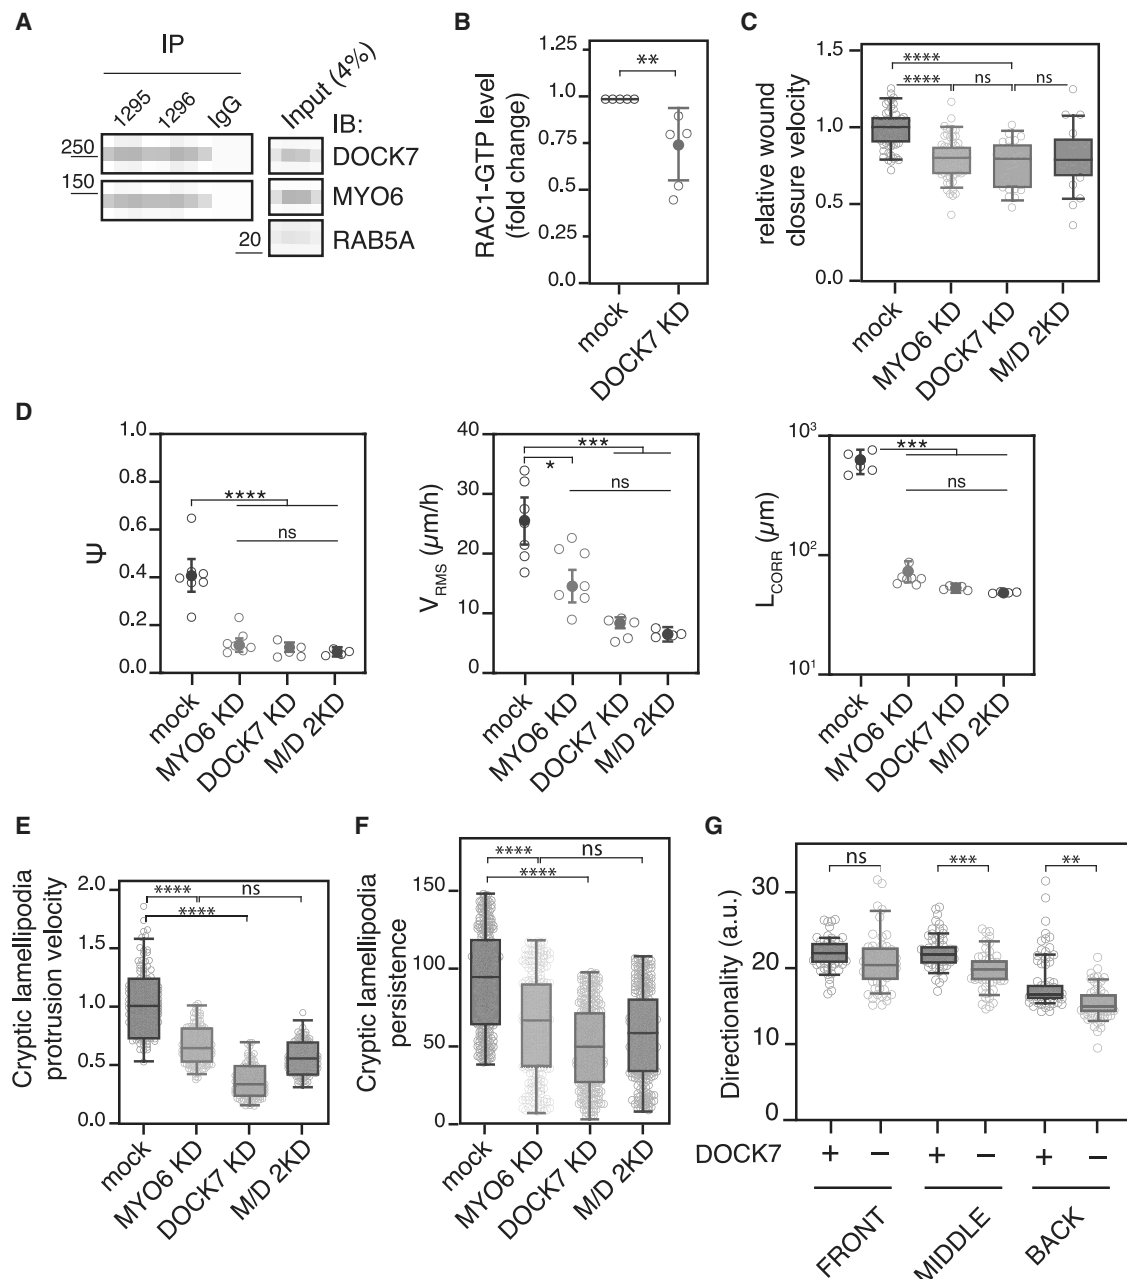 A
IP
1295
1296
IgG
Input (4%)
IB:
250
DOCK7
150
MYO6
20
RAB5A
B
RAC1-GTP level
(fold change)
1.25
1.0
0.75
0.5
0.25
0.0
**
mock
DOCK7 KD
C
relative wound
closure velocity
1.5
1.0
0.5
0.0
****
****
ns
ns
mock
MYO6 KD
DOCK7 KD
M/D 2KD
D
Ψ
1.0
0.8
0.6
0.4
0.2
0.0
****
ns
mock
MYO6 KD
DOCK7 KD
M/D 2KD
VRMS (µm/h)
40
30
20
10
0
***
*
ns
mock
MYO6 KD
DOCK7 KD
M/D 2KD
LCORR (µm)
10³
10²
10¹
***
ns
mock
MYO6 KD
DOCK7 KD
M/D 2KD
E
Cryptic lamellipodia
protrusion velocity
2.0
1.5
1.0
0.5
0.0
****
ns
****
mock
MYO6 KD
DOCK7 KD
M/D 2KD
F
Cryptic lamellipodia
persistence
150
100
50
0
****
ns
****
mock
MYO6 KD
DOCK7 KD
M/D 2KD
G
Directionality (a.u.)
30
20
10
0
ns
***
**
DOCK7 + − + − + −
FRONT
MIDDLE
BACK